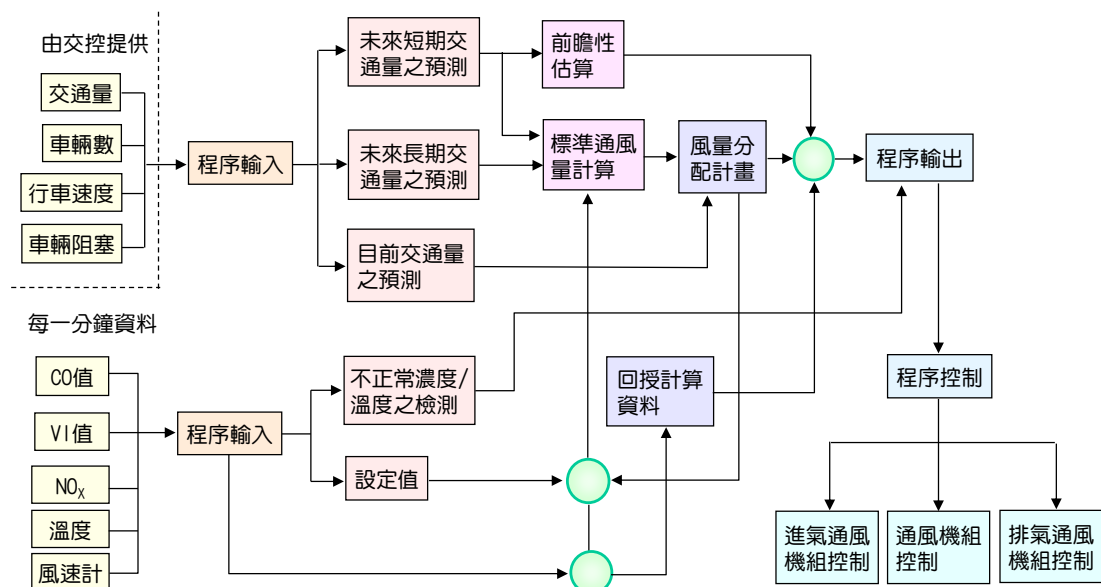 由交控提供
交通量
車輛數
行車速度
車輛阻塞
程序輸入
未來短期交
通量之預測
未來長期交
通量之預測
目前交通量
之預測
前瞻性
估算
標準通風
量計算
風量分
配計畫
程序輸出
每一分鐘資料
CO值
VI值
NOX
溫度
風速計
程序輸入
不正常濃度/
溫度之檢測
設定值
回授計算
資料
程序控制
進氣通風
機組控制
通風機組
控制
排氣通風
機組控制